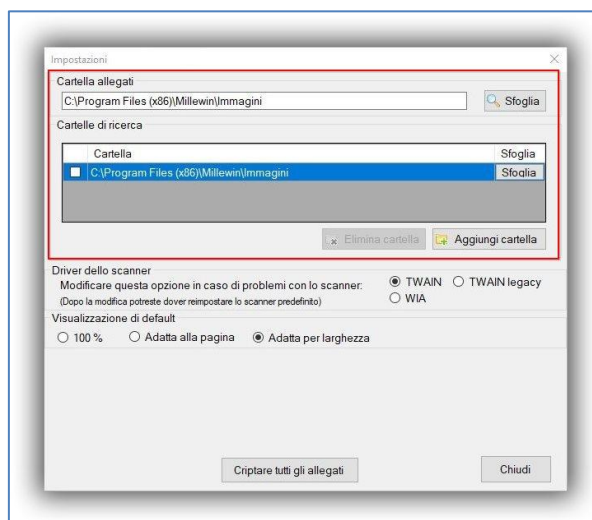 Impostazioni
Cartella allegati
C:\Program Files (x86)\Millewin\Immagini
Sfoglia
Cartelle di ricerca
Cartella Sfoglia
C:\Program Files (x86)\Millewin\Immagini Sfoglia
Elimina cartella Aggiungi cartella
Driver dello scanner
Modificare questa opzione in caso di problemi con lo scanner: TWAIN TWAIN legacy
(Dopo la modifica potreste dover reimpostare lo scanner predefinito) WIA
Visualizzazione di default
100 % Adatta alla pagina Adatta per larghezza
Criptare tutti gli allegati Chiudi